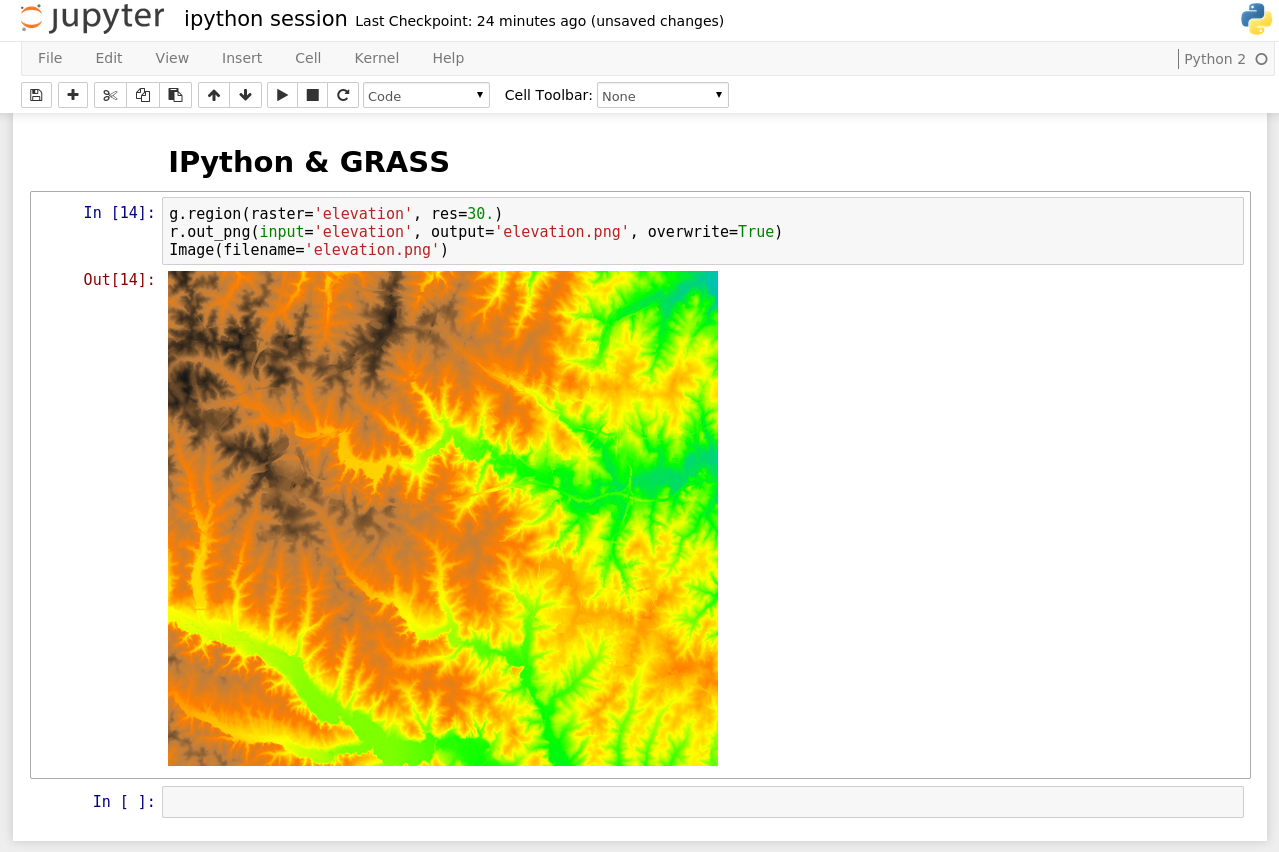 jupyter ipython session Last Checkpoint: 24 minutes ago (unsaved changes)
File Edit View Insert Cell Kernel Help Python 2
Code Cell Toolbar: None
IPython & GRASS
In [14]: g.region(raster='elevation', res=30.)
r.out_png(input='elevation', output='elevation.png', overwrite=True)
Image(filename='elevation.png')
Out[14]:
In [ ]: